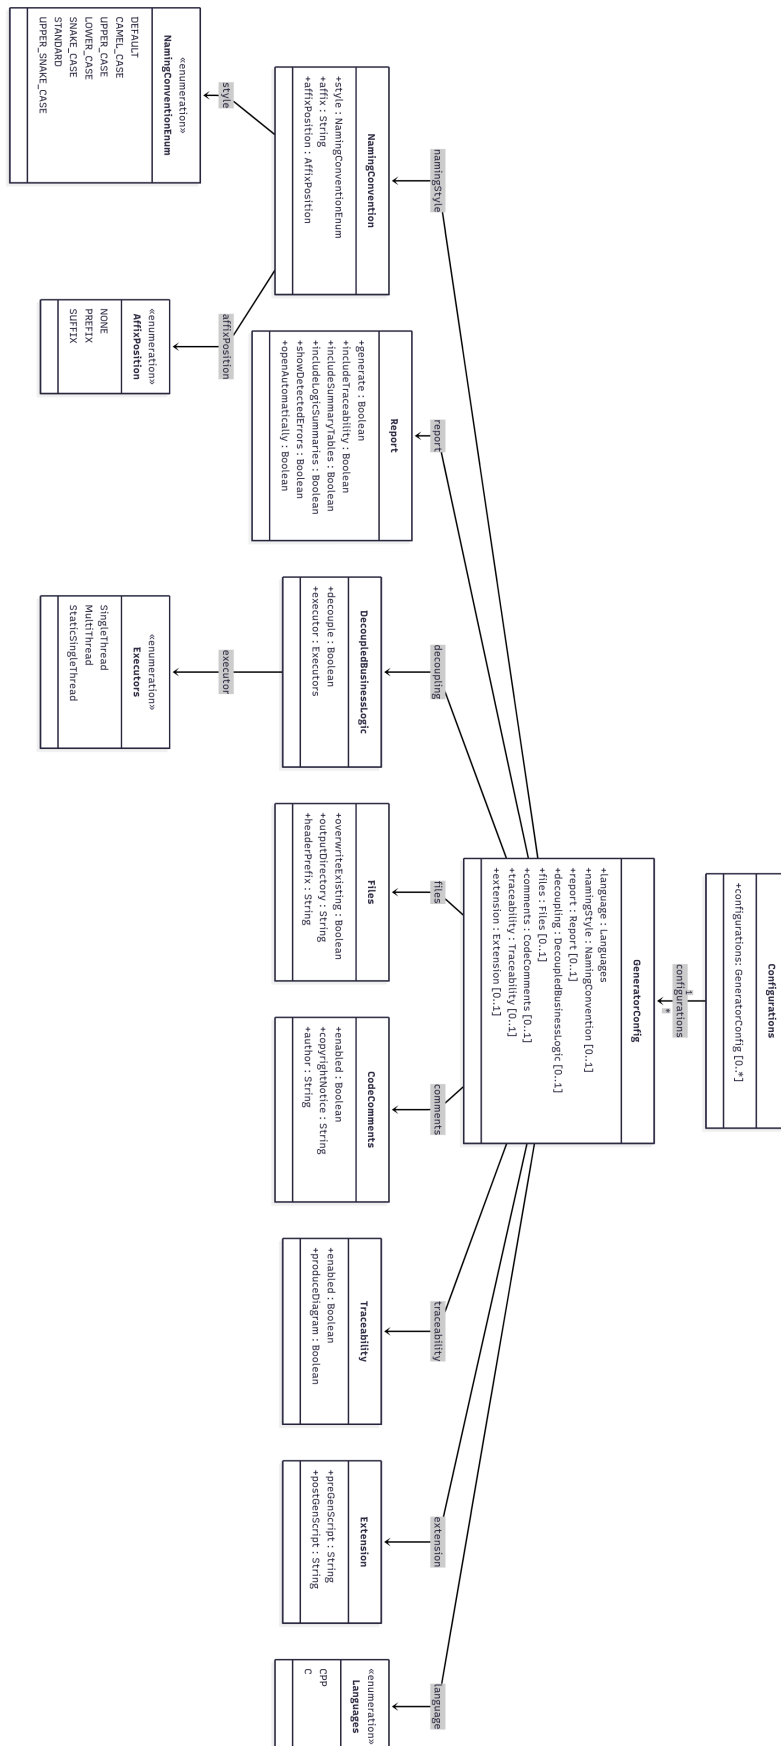 Configurations
+configurations: GeneratorConfig [0..*]
1
configurations
*
GeneratorConfig
+language : Languages
+namingStyle : NamingConvention [0..1]
+report : Report [0..1]
+decoupling : DecoupledBusinessLogic [0..1]
+files : Files [0..1]
+comments : CodeComments [0..1]
+traceability : Traceability [0..1]
+extension : Extension [0..1]
namingStyle
report
decoupling
files
comments
traceability
extension
language
NamingConvention
+style : NamingConventionEnum
+affix : String
+affixPosition : AffixPosition
Report
+generate : Boolean
+includeTraceability : Boolean
+includeSummaryTables : Boolean
+includeLogicSummaries : Boolean
+showDetectedErrors : Boolean
+openAutomatically : Boolean
DecoupledBusinessLogic
+decouple : Boolean
+executor : Executors
Files
+overwriteExisting : Boolean
+outputDirectory : String
+headerPrefix : String
CodeComments
+enabled : Boolean
+copyrightNotice : String
+author : String
Traceability
+enabled : Boolean
+produceDiagram : Boolean
Extension
+preGenScript : String
+postGenScript : String
«enumeration»
Languages
CPP
C
style
affixPosition
executor
«enumeration»
NamingConventionEnum
DEFAULT
CAMEL_CASE
UPPER_CASE
LOWER_CASE
SNAKE_CASE
STANDARD
UPPER_SNAKE_CASE
«enumeration»
AffixPosition
NONE
PREFIX
SUFFIX
«enumeration»
Executors
SingleThread
MultiThread
StaticSingleThread